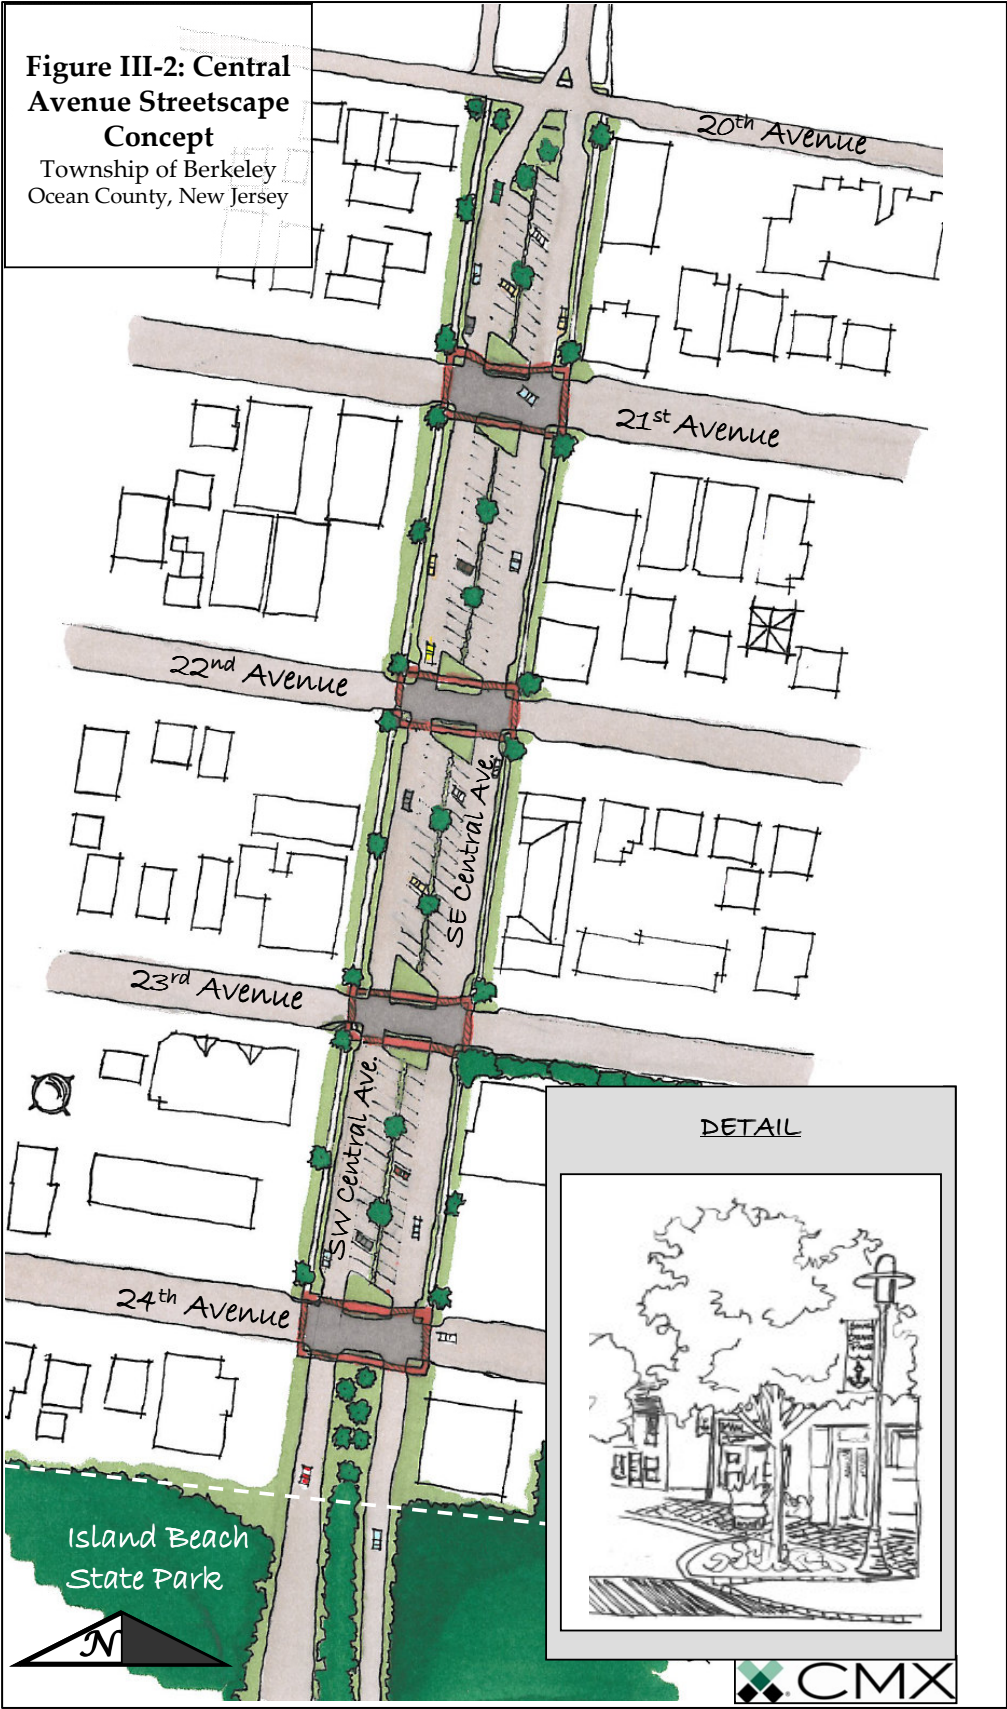 Figure III-2: Central
Avenue Streetscape
Concept
Township of Berkeley
Ocean County, New Jersey
20th Avenue
21st Avenue
22nd Avenue
SE Central Ave.
23rd Avenue
SW Central Ave.
24th Avenue
DETAIL
Island Beach
State Park
N
CMX